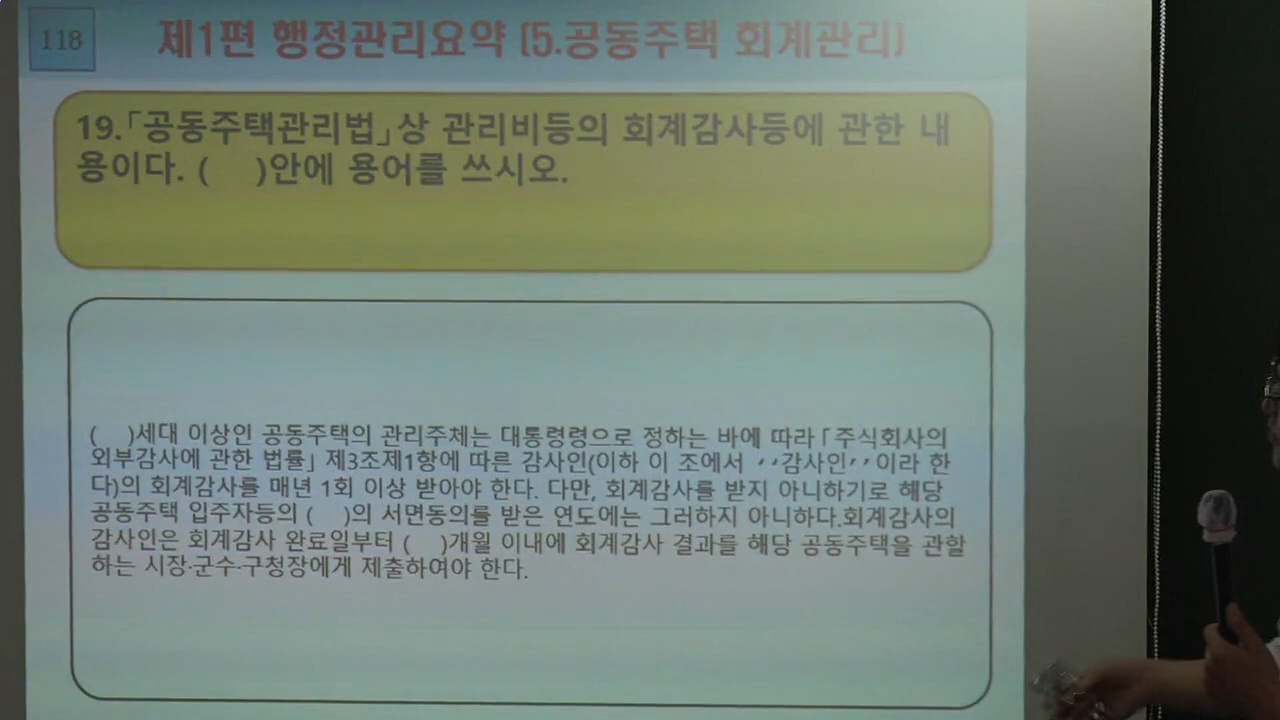 118
제1편 행정관리요약 (5.공동주택 회계관리)
19.「공동주택관리법」상 관리비등의 회계감사등에 관한 내
용이다. (    )안에 용어를 쓰시오.
(    )세대 이상인 공동주택의 관리주체는 대통령령으로 정하는 바에 따라 「주식회사의
외부감사에 관한 법률」 제3조제1항에 따른 감사인(이하 이 조에서 ‘‘감사인’’이라 한
다)의 회계감사를 매년 1회 이상 받아야 한다. 다만, 회계감사를 받지 아니하기로 해당
공동주택 입주자등의 (    )의 서면동의를 받은 연도에는 그러하지 아니하다.회계감사의
감사인은 회계감사 완료일부터 (    )개월 이내에 회계감사 결과를 해당 공동주택을 관할
하는 시장·군수·구청장에게 제출하여야 한다.